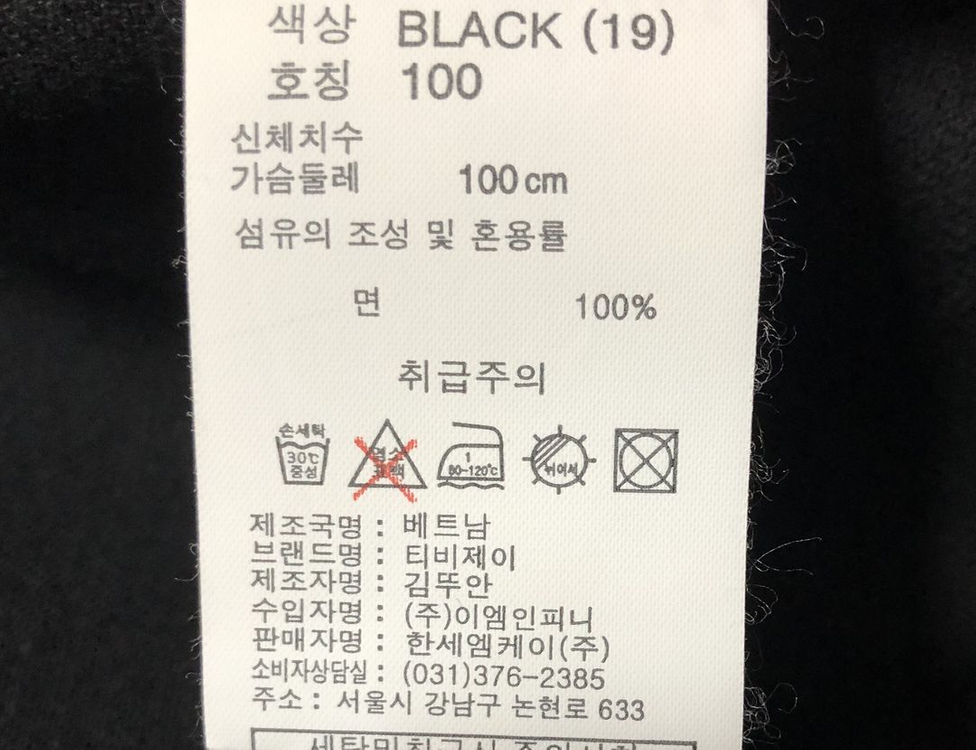 색상 BLACK (19)
호칭 100
신체치수
가슴둘레 100cm
섬유의 조성 및 혼용률
면 100%
취급주의
손세탁
30℃
중성
염소
표백
1
80~120℃
뉘어서
제조국명 : 베트남
브랜드명 : 티비제이
제조자명 : 김뚜안
수입자명 : (주)이엠인피니
판매자명 : 한세엠케이(주)
소비자상담실 : (031)376-2385
주소 : 서울시 강남구 논현로 633